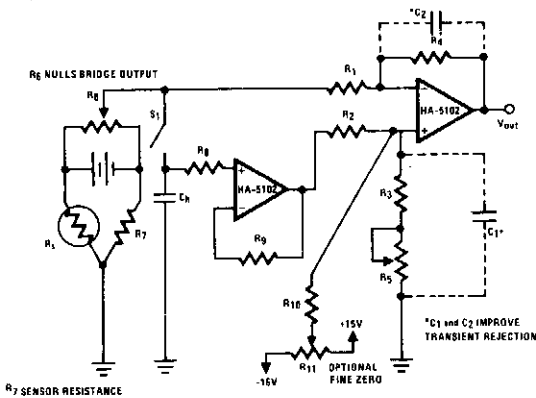 *C2
R4
R6 NULLS BRIDGE OUTPUT
R1
R6
S1
HA-5102
Vout
R2
R8
HA-5102
Ch
R3
C1*
Rs
R7
R9
R5
R10
*C1 and C2 IMPROVE
TRANSIENT REJECTION
+15V
R11
OPTIONAL
FINE ZERO
-15V
R7 SENSOR RESISTANCE